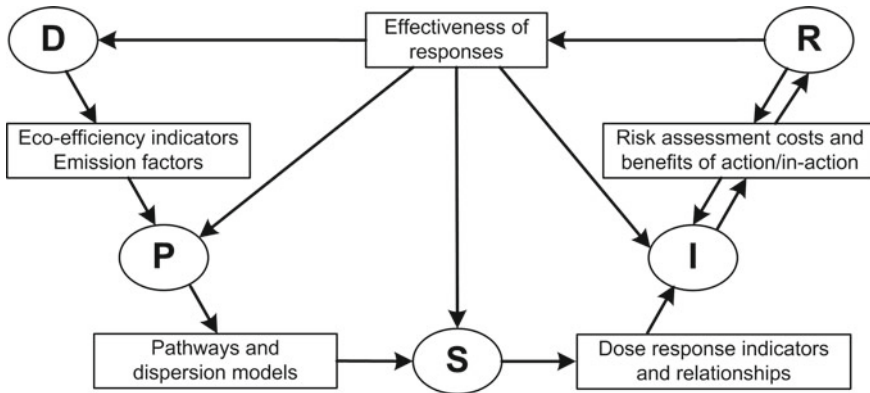 D
Effectiveness of
responses
R
Eco-efficiency indicators
Emission factors
Risk assessment costs and
benefits of action/in-action
P
I
Pathways and
dispersion models
S
Dose response indicators
and relationships